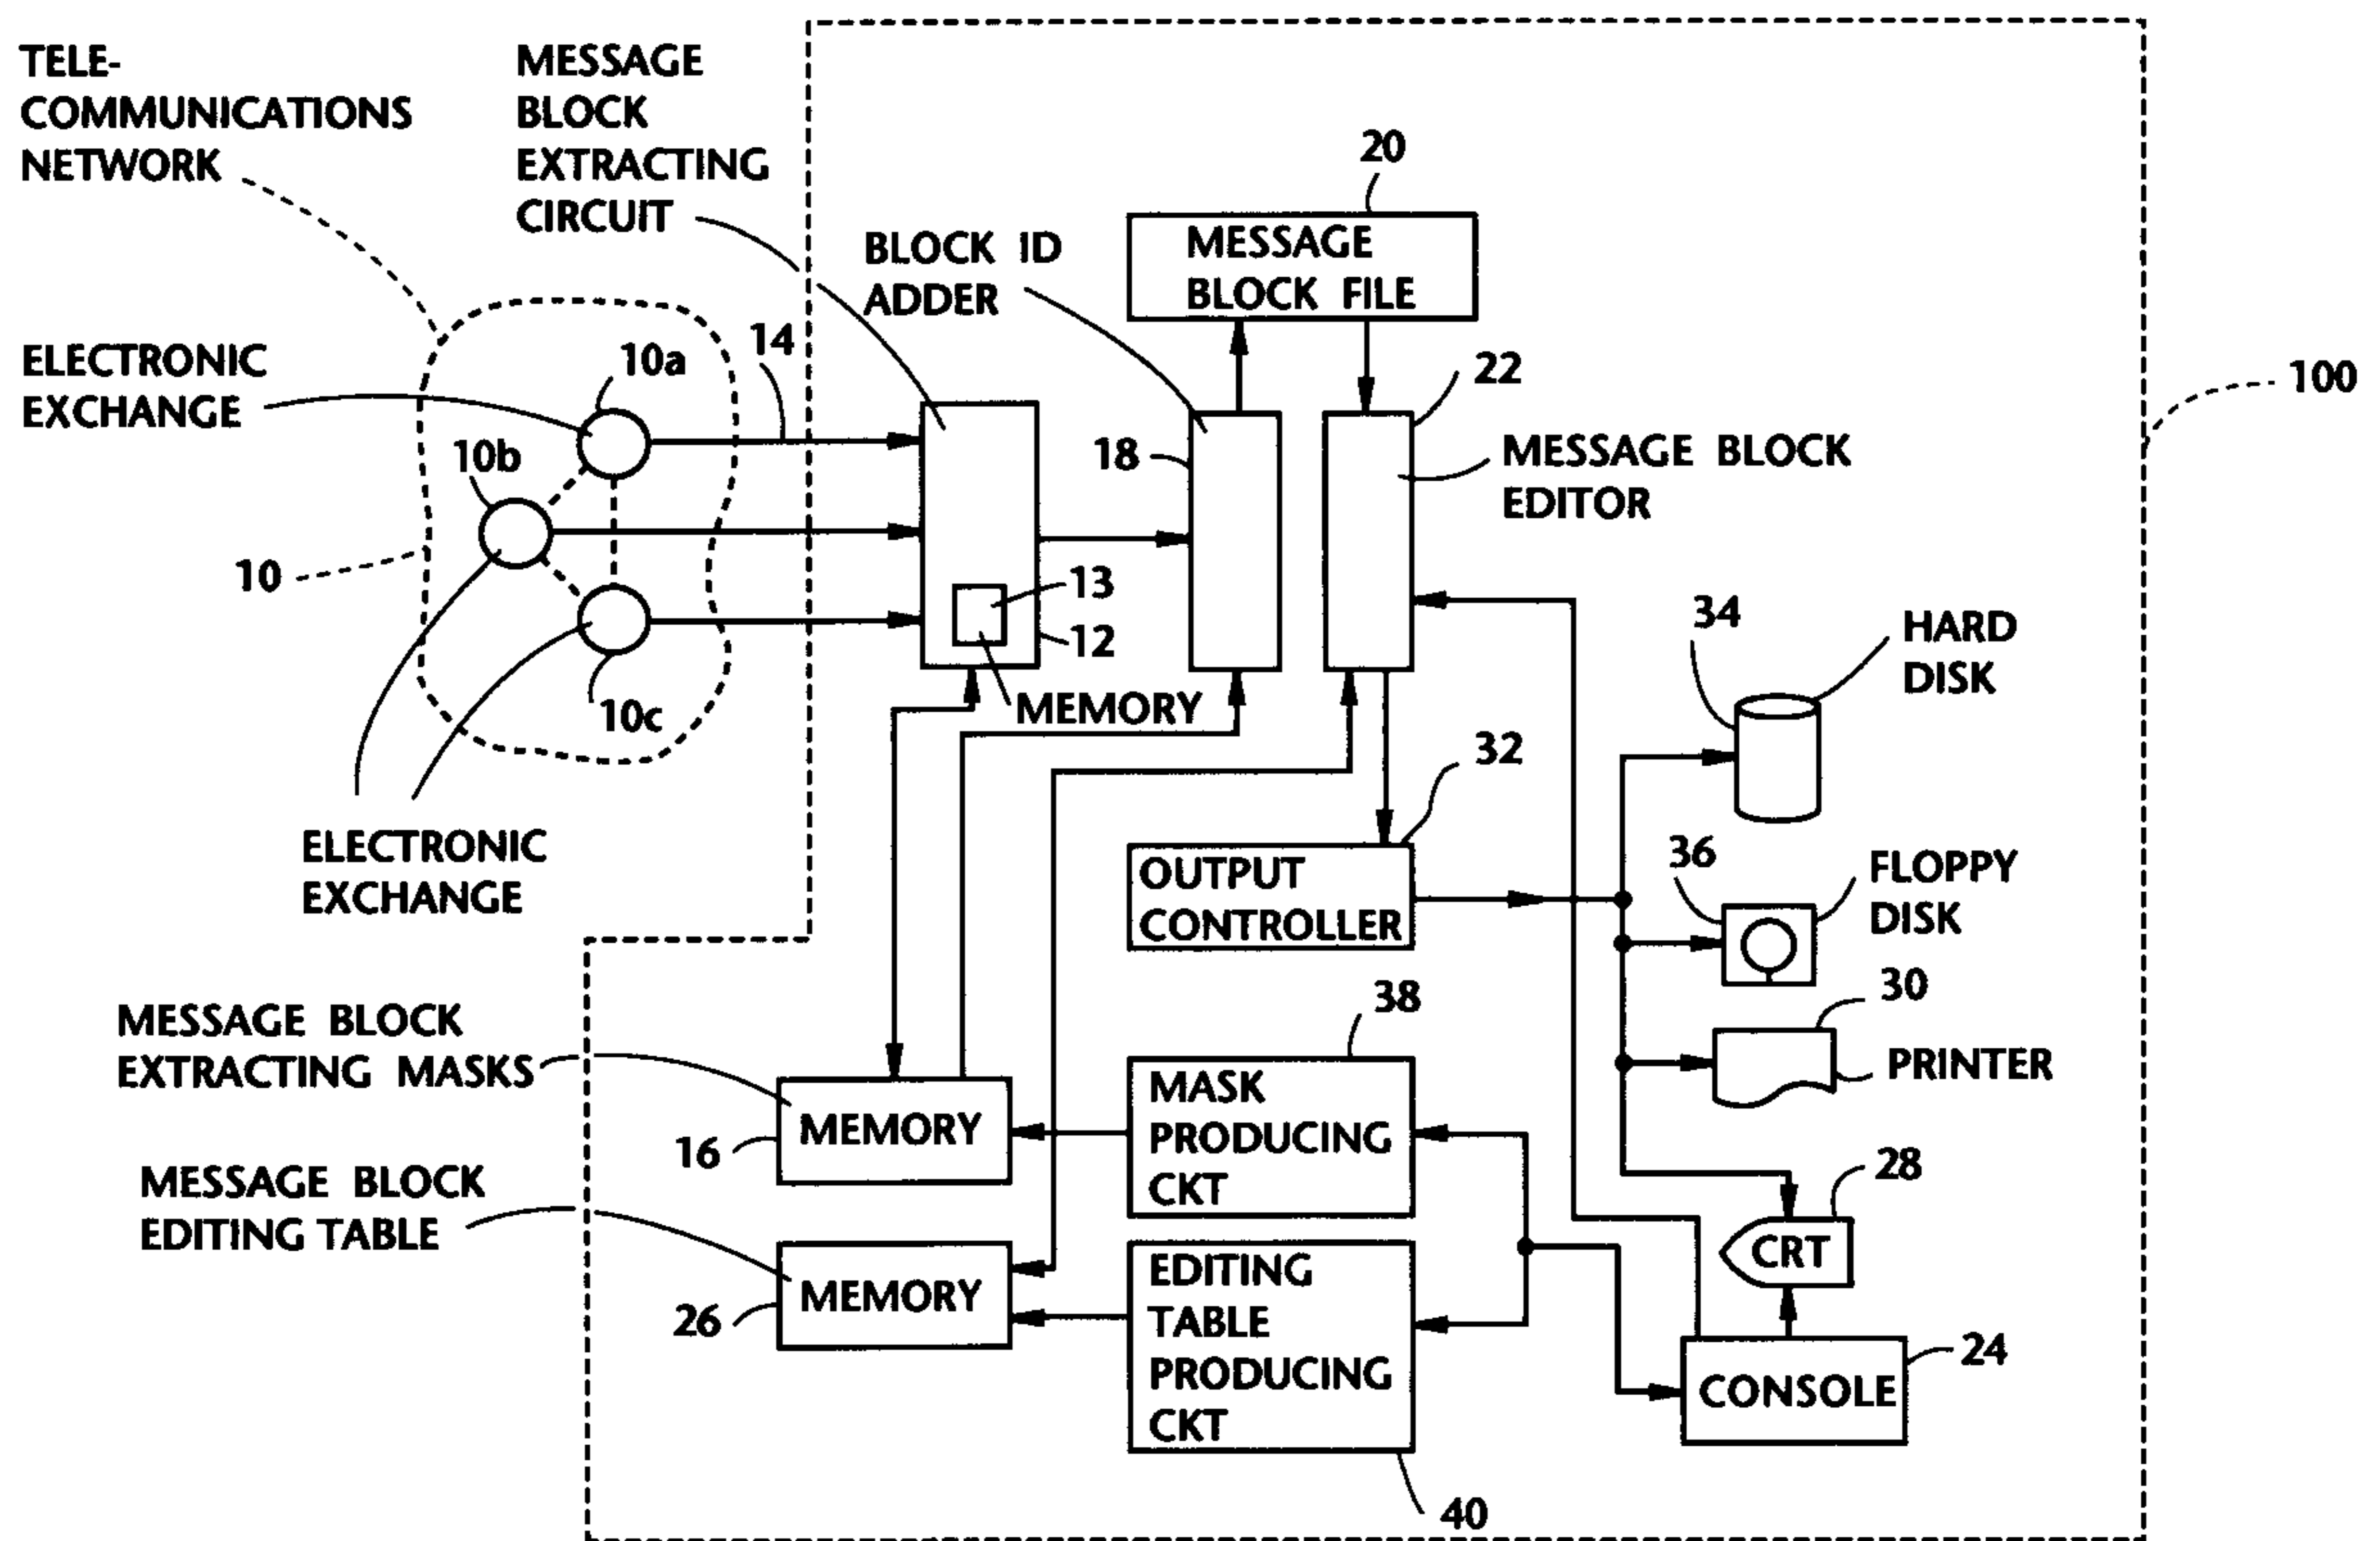 TELE-
COMMUNICATIONS
NETWORK
MESSAGE
BLOCK
EXTRACTING
CIRCUIT
BLOCK ID
ADDER
20
MESSAGE
BLOCK FILE
ELECTRONIC
EXCHANGE
10a
14
10b
10
10c
18
22
MESSAGE BLOCK
EDITOR
100
13
12
MEMORY
ELECTRONIC
EXCHANGE
34
HARD
DISK
32
OUTPUT
CONTROLLER
36
FLOPPY
DISK
30
PRINTER
MESSAGE BLOCK
EXTRACTING MASKS
16
MEMORY
38
MASK
PRODUCING
CKT
28
CRT
MESSAGE BLOCK
EDITING TABLE
26
MEMORY
EDITING
TABLE
PRODUCING
CKT
40
24
CONSOLE